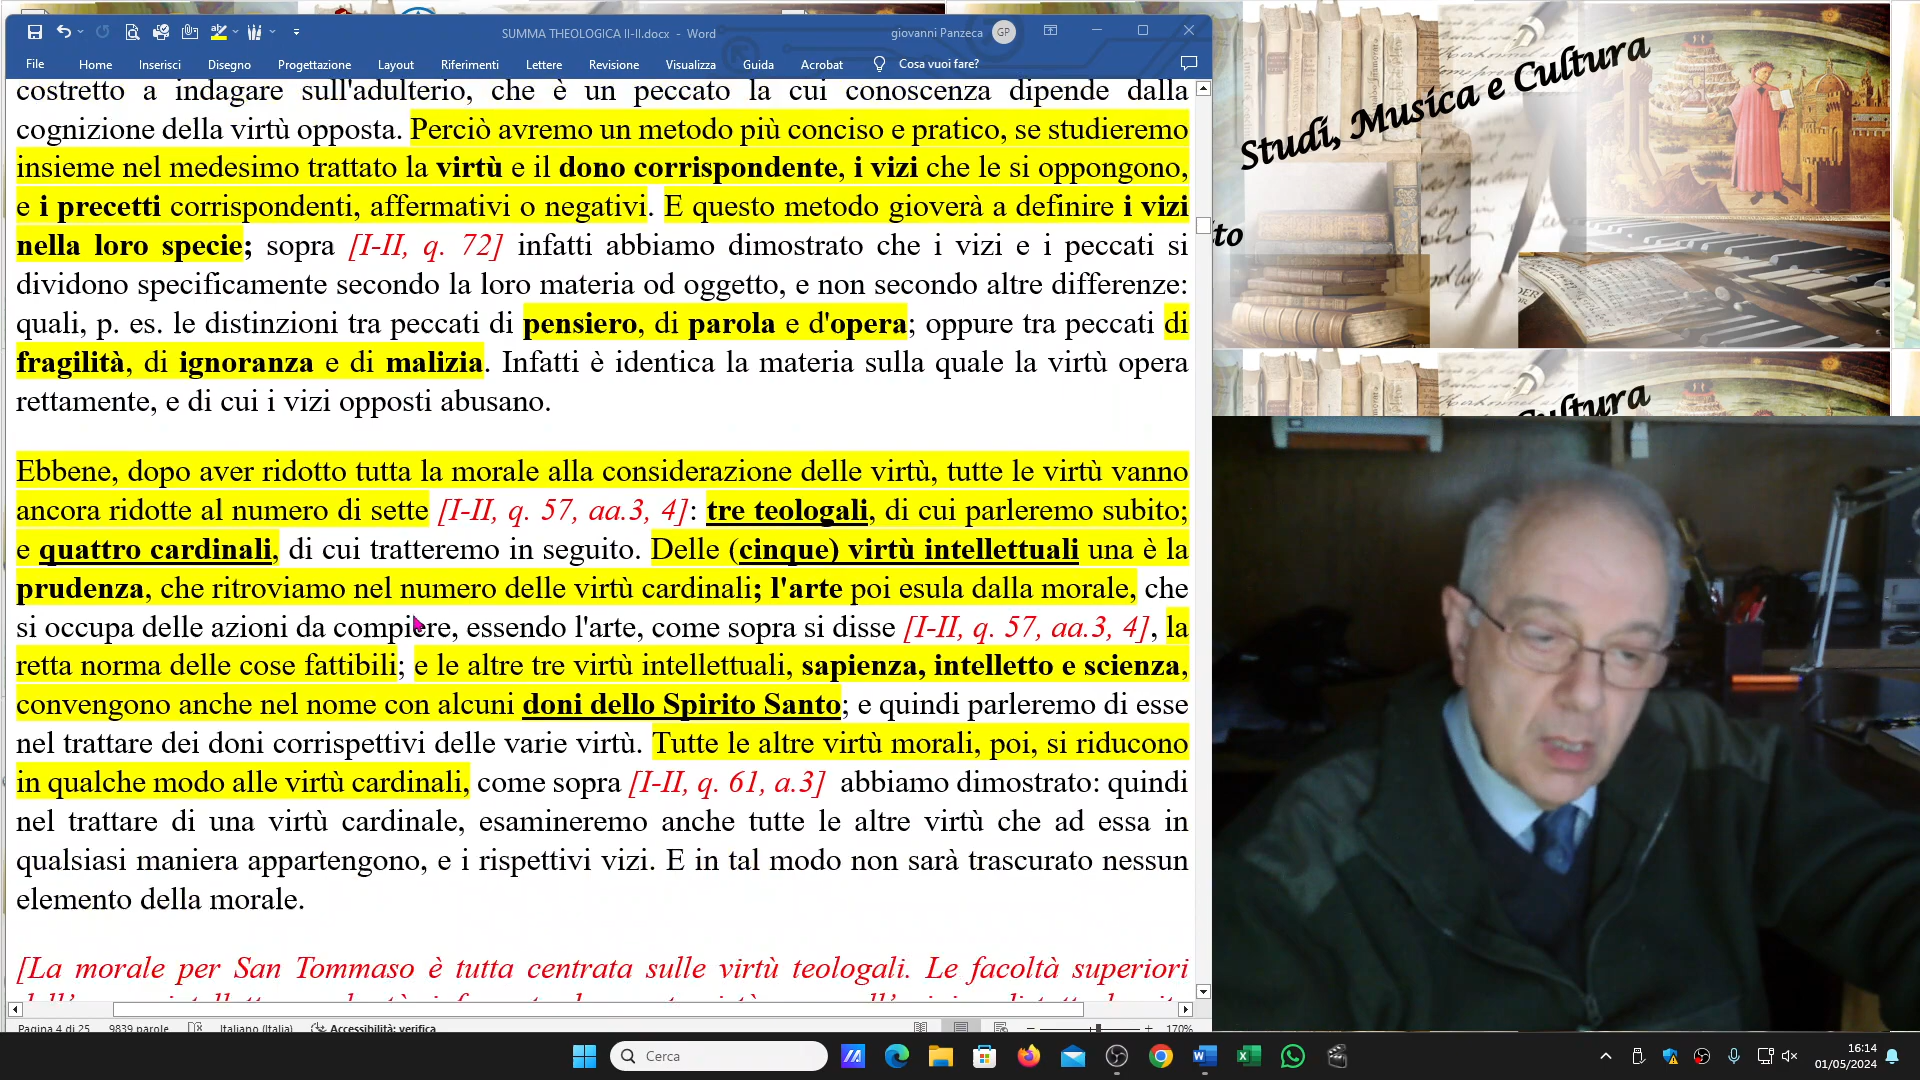 SUMMA THEOLOGICA II-II.docx - Word
giovanni Panzeca GP
File Home Inserisci Disegno Progettazione Layout Riferimenti Lettere Revisione Visualizza Guida Acrobat Cosa vuoi fare?
costretto a indagare sull'adulterio, che è un peccato la cui conoscenza dipende dalla
cognizione della virtù opposta. Perciò avremo un metodo più conciso e pratico, se studieremo
insieme nel medesimo trattato la virtù e il dono corrispondente, i vizi che le si oppongono,
e i precetti corrispondenti, affermativi o negativi. E questo metodo gioverà a definire i vizi
nella loro specie; sopra [I-II, q. 72] infatti abbiamo dimostrato che i vizi e i peccati si
dividono specificamente secondo la loro materia od oggetto, e non secondo altre differenze:
quali, p. es. le distinzioni tra peccati di pensiero, di parola e d'opera; oppure tra peccati di
fragilità, di ignoranza e di malizia. Infatti è identica la materia sulla quale la virtù opera
rettamente, e di cui i vizi opposti abusano.
Ebbene, dopo aver ridotto tutta la morale alla considerazione delle virtù, tutte le virtù vanno
ancora ridotte al numero di sette [I-II, q. 57, aa.3, 4]: tre teologali, di cui parleremo subito;
e quattro cardinali, di cui tratteremo in seguito. Delle (cinque) virtù intellettuali una è la
prudenza, che ritroviamo nel numero delle virtù cardinali; l'arte poi esula dalla morale, che
si occupa delle azioni da compiere, essendo l'arte, come sopra si disse [I-II, q. 57, aa.3, 4], la
retta norma delle cose fattibili; e le altre tre virtù intellettuali, sapienza, intelletto e scienza,
convengono anche nel nome con alcuni doni dello Spirito Santo; e quindi parleremo di esse
nel trattare dei doni corrispettivi delle varie virtù. Tutte le altre virtù morali, poi, si riducono
in qualche modo alle virtù cardinali, come sopra [I-II, q. 61, a.3] abbiamo dimostrato: quindi
nel trattare di una virtù cardinale, esamineremo anche tutte le altre virtù che ad essa in
qualsiasi maniera appartengono, e i rispettivi vizi. E in tal modo non sarà trascurato nessun
elemento della morale.
[La morale per San Tommaso è tutta centrata sulle virtù teologali. Le facoltà superiori
Pagina 4 di 25 9839 parole Italiano (Italia) Accessibilità: verifica 170%
Studi, Musica e Cultura
to
Cultura
Cerca
16:14
01/05/2024